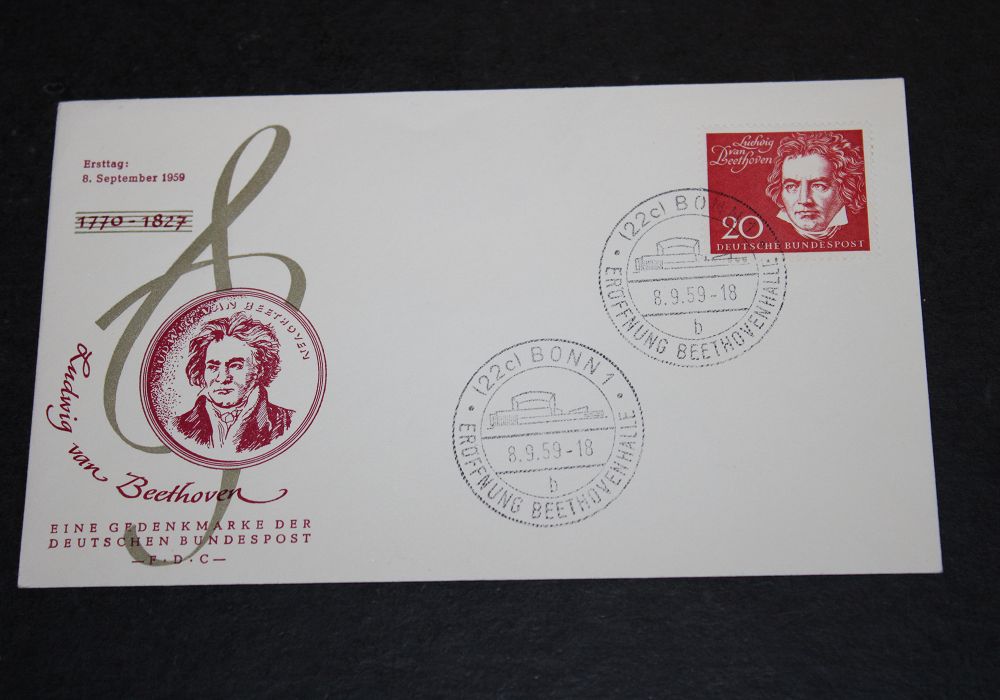 Ersttag:
8. September 1959
1770 - 1827
LUDWIG VAN BEETHOVEN
Ludwig van Beethoven
EINE GEDENKMARKE DER
DEUTSCHEN BUNDESPOST
—F·D·C—
Ludwig
van
Beethoven
20
DEUTSCHE BUNDESPOST
(22c) BONN
8.9.59-18
b
ERÖFFNUNG BEETHOVENHALLE
(22c) BONN 1
8.9.59-18
b
ERÖFFNUNG BEETHOVENHALLE